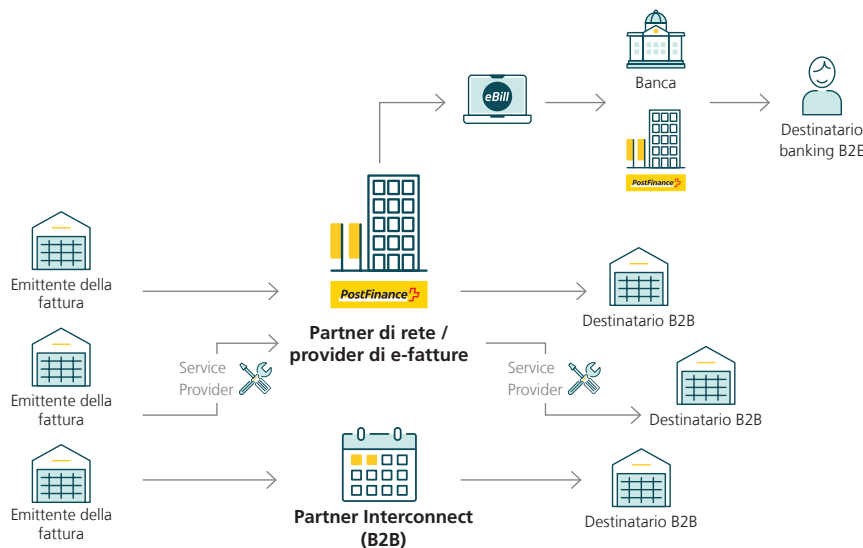 eBill
Banca
Destinatario
banking B2B
PostFinance
Emittente della
fattura
PostFinance
Destinatario B2B
Partner di rete /
provider di e-fatture
Service
Provider
Service
Provider
Emittente della
fattura
Destinatario B2B
Emittente della
fattura
Partner Interconnect
(B2B)
Destinatario B2B